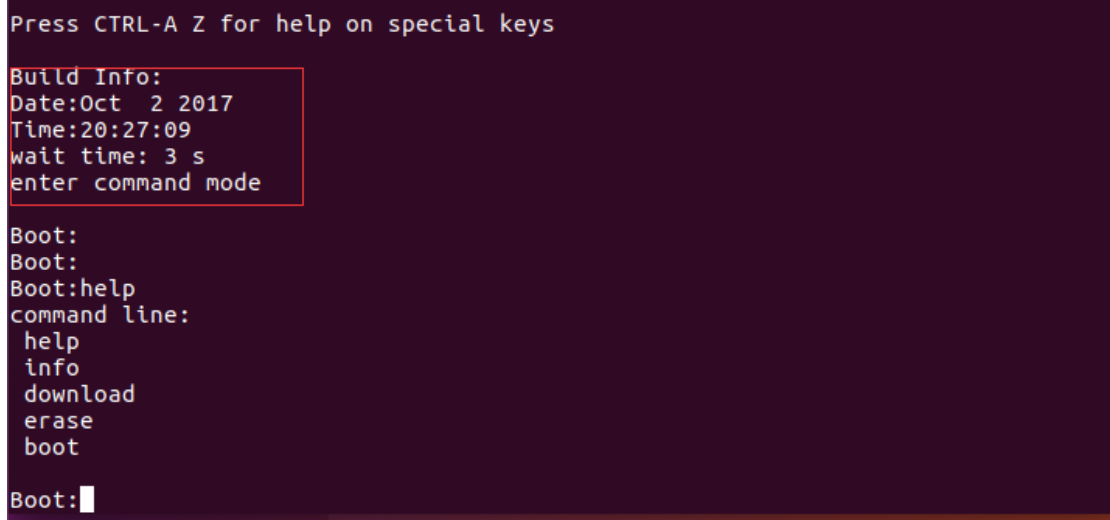 Press CTRL-A Z for help on special keys
Build Info:
Date:Oct  2 2017
Time:20:27:09
wait time: 3 s
enter command mode
Boot:
Boot:
Boot:help
command line:
 help
 info
 download
 erase
 boot
Boot: